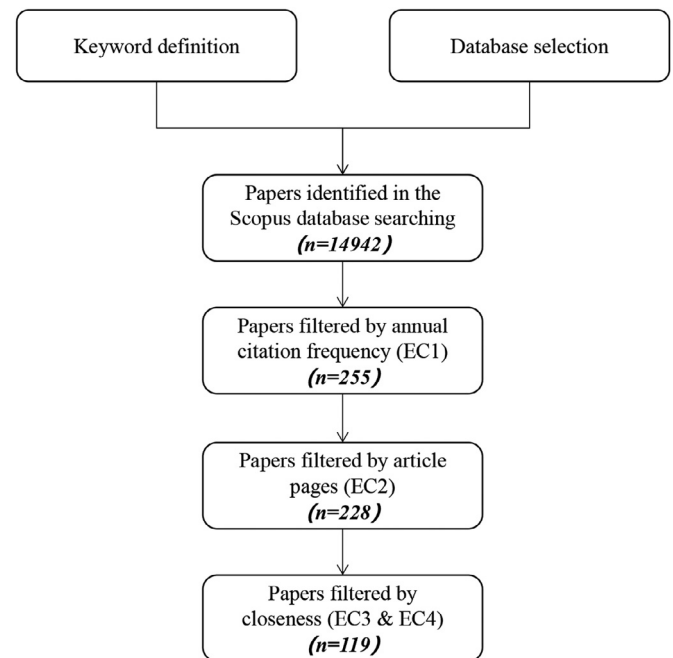 Keyword definition
Database selection
Papers identified in the
Scopus database searching
(n=14942)
Papers filtered by annual
citation frequency (EC1)
(n=255)
Papers filtered by article
pages (EC2)
(n=228)
Papers filtered by
closeness (EC3 & EC4)
(n=119)